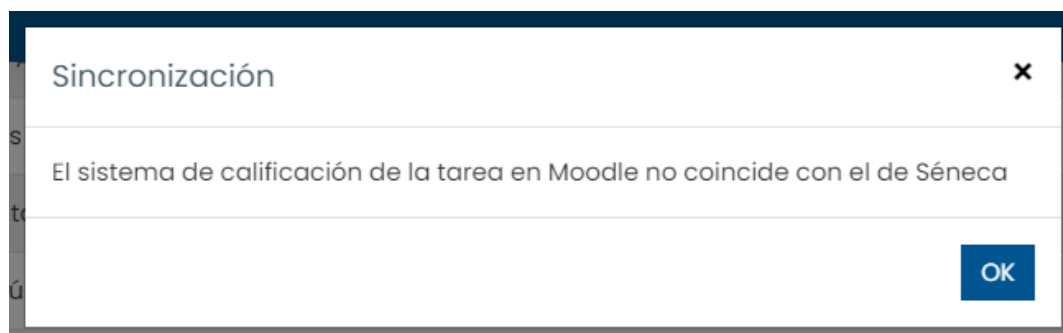 Sincronización
×
El sistema de calificación de la tarea en Moodle no coincide con el de Séneca
OK